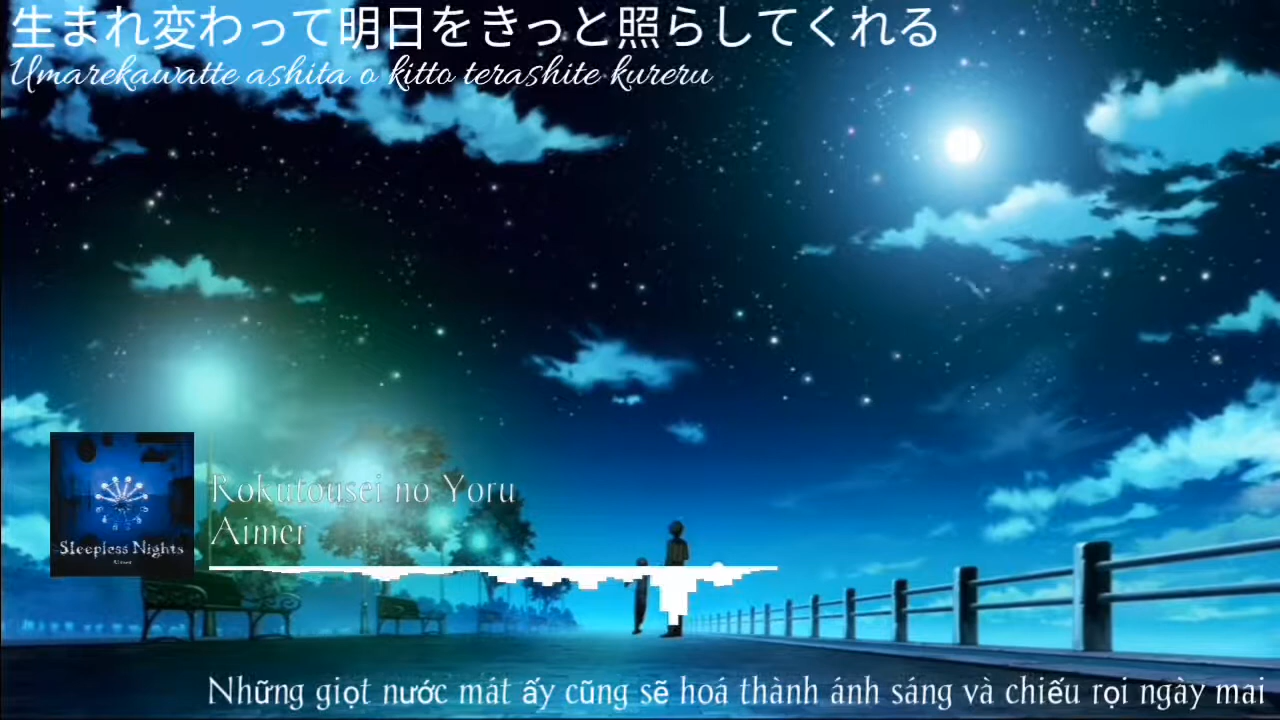 生まれ変わって明日をきっと照らしてくれる
Umarekawatte ashita o kitto terashite kureru
Rokutousei no Yoru
Aimer
Sleepless Nights
Những giọt nước mát ấy cũng sẽ hoá thành ánh sáng và chiếu rọi ngày mai